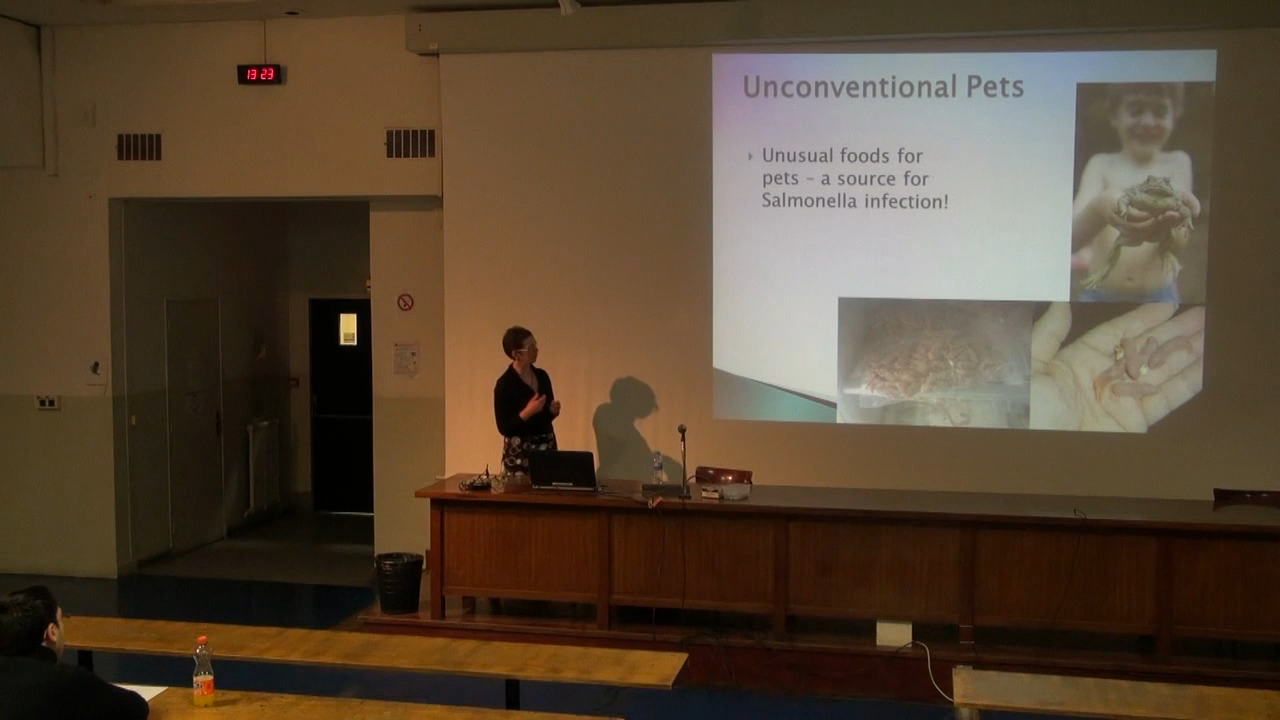 13 23
Unconventional Pets
Unusual foods for
pets – a source for
Salmonella infection!